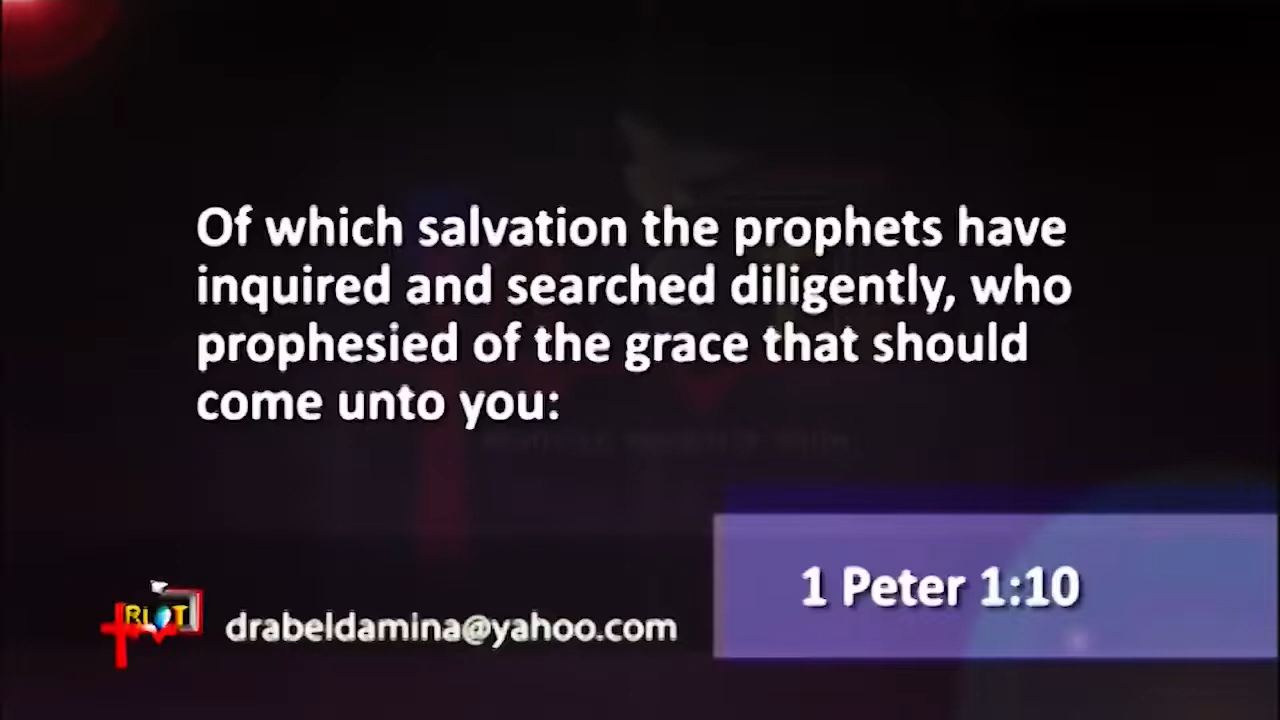 Of which salvation the prophets have
inquired and searched diligently, who
prophesied of the grace that should
come unto you:
1 Peter 1:10
drabeldamina@yahoo.com